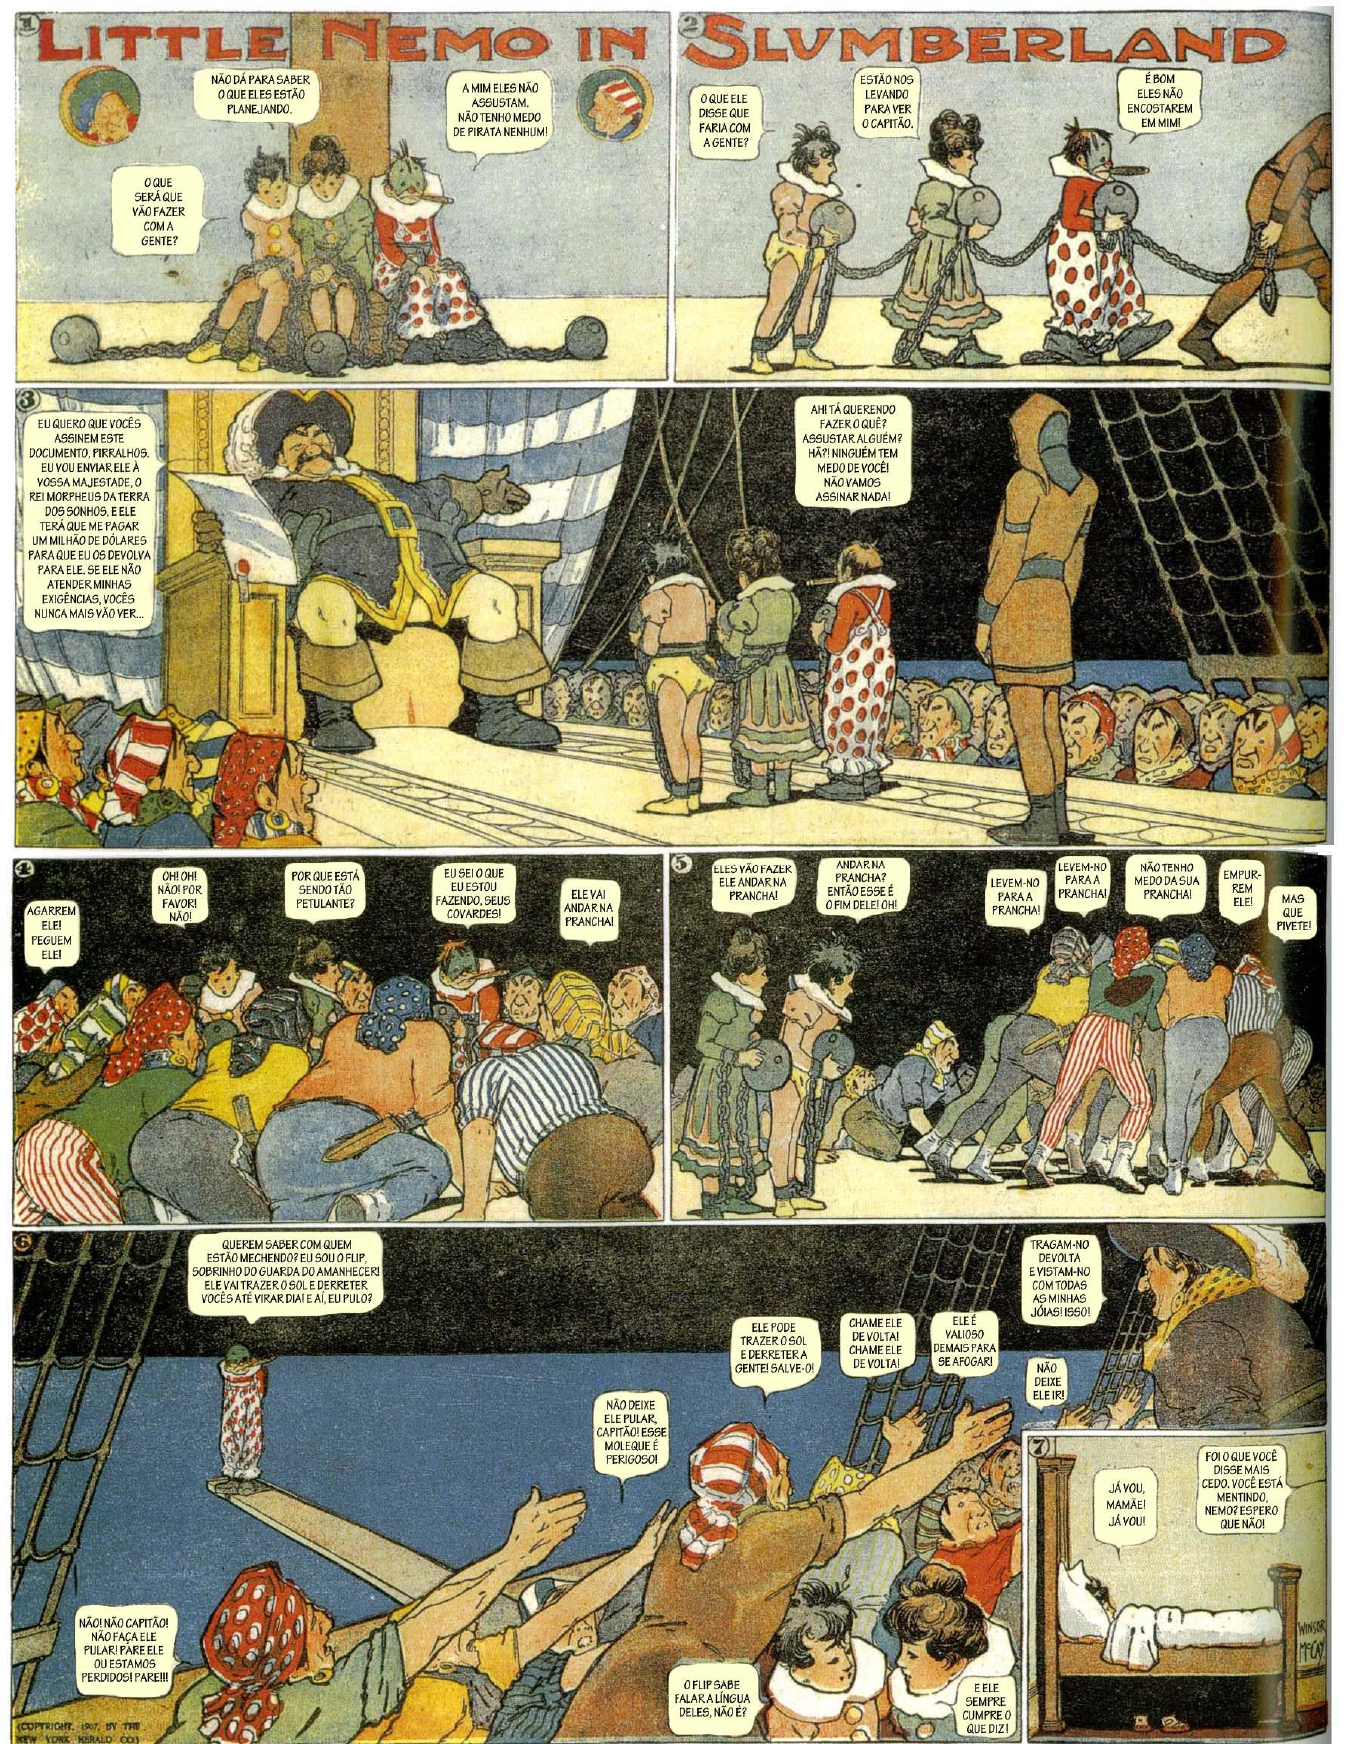 1
LITTLE NEMO IN
2
SLUMBERLAND
NÃO DÁ PARA SABER
O QUE ELES ESTÃO
PLANEJANDO.
A MIM ELES NÃO
ASSUSTAM.
NÃO TENHO MEDO
DE PIRATA NENHUM!
O QUE
SERÁ QUE
VÃO FAZER
COM A
GENTE?
O QUE ELE
DISSE QUE
FARIA COM
A GENTE?
ESTÃO NOS
LEVANDO
PARA VER
O CAPITÃO.
É BOM
ELES NÃO
ENCOSTAREM
EM MIM!
3
EU QUERO QUE VOCÊS
ASSINEM ESTE
DOCUMENTO, PIRRALHOS.
EU VOU ENVIAR ELE À
VOSSA MAJESTADE, O
REI MORPHEUS DA TERRA
DOS SONHOS, E ELE
TERÁ QUE ME PAGAR
UM MILHÃO DE DÓLARES
PARA QUE EU OS DEVOLVA
PARA ELE. SE ELE NÃO
ATENDER MINHAS
EXIGÊNCIAS, VOCÊS
NUNCA MAIS VÃO VER...
AH! TÁ QUERENDO
FAZER O QUÊ?
ASSUSTAR ALGUÉM?
HÃ?! NINGUÉM TEM
MEDO DE VOCÊ!
NÃO VAMOS
ASSINAR NADA!
4
AGARREM
ELE!
PEGUEM
ELE!
OH! OH!
NÃO! POR
FAVOR!
NÃO!
POR QUE ESTÁ
SENDO TÃO
PETULANTE?
EU SEI O QUE
EU ESTOU
FAZENDO, SEUS
COVARDES!
ELE VAI
ANDAR NA
PRANCHA!
5
ELES VÃO FAZER
ELE ANDAR NA
PRANCHA!
ANDAR NA
PRANCHA?
ENTÃO ESSE É
O FIM DELE! OH!
LEVEM-NO
PARA A
PRANCHA!
LEVEM-NO
PARA A
PRANCHA!
NÃO TENHO
MEDO DA SUA
PRANCHA!
EMPUR-
REM
ELE!
MAS
QUE
PIVETE!
6
QUEREM SABER COM QUEM
ESTÃO MECHENDO? EU SOU O FLIP,
SOBRINHO DO GUARDA DO AMANHECER!
ELE VAI TRAZER O SOL E DERRETER
VOCÊS ATÉ VIRAR DIA! E AÍ, EU PULO?
TRAGAM-NO
DEVOLTA
E VISTAM-NO
COM TODAS
AS MINHAS
JÓIAS! ISSO!
ELE PODE
TRAZER O SOL
E DERRETER A
GENTE! SALVE-O!
CHAME ELE
DE VOLTA!
CHAME ELE
DE VOLTA!
ELE É
VALIOSO
DEMAIS PARA
SE AFOGAR!
NÃO
DEIXE
ELE IR!
NÃO DEIXE
ELE PULAR,
CAPITÃO! ESSE
MOLEQUE É
PERIGOSO!
NÃO! NÃO CAPITÃO!
NÃO FAÇA ELE
PULAR! PARE ELE
OU ESTAMOS
PERDIDOS! PARE!!!
O FLIP SABE
FALAR A LÍNGUA
DELES, NÃO É?
E ELE
SEMPRE
CUMPRE O
QUE DIZ!
(COPYRIGHT, 1907, BY THE
NEW YORK HERALD CO.)
7
JÁ VOU,
MAMÃE!
JÁ VOU!
FOI O QUE VOCÊ
DISSE MAIS
CEDO. VOCÊ ESTÁ
MENTINDO,
NEMO? ESPERO
QUE NÃO!
WINSOR
McCAY